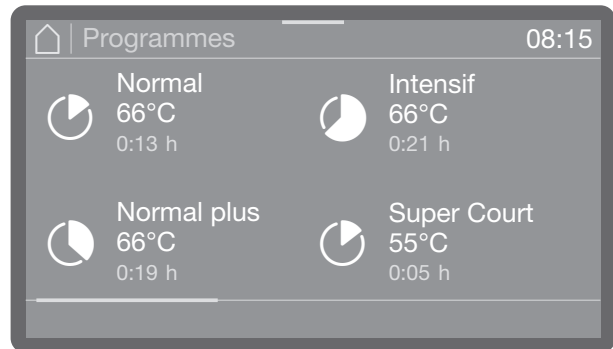 Programmes
08:15
Normal
66°C
0:13 h
Intensif
66°C
0:21 h
Normal plus
66°C
0:19 h
Super Court
55°C
0:05 h